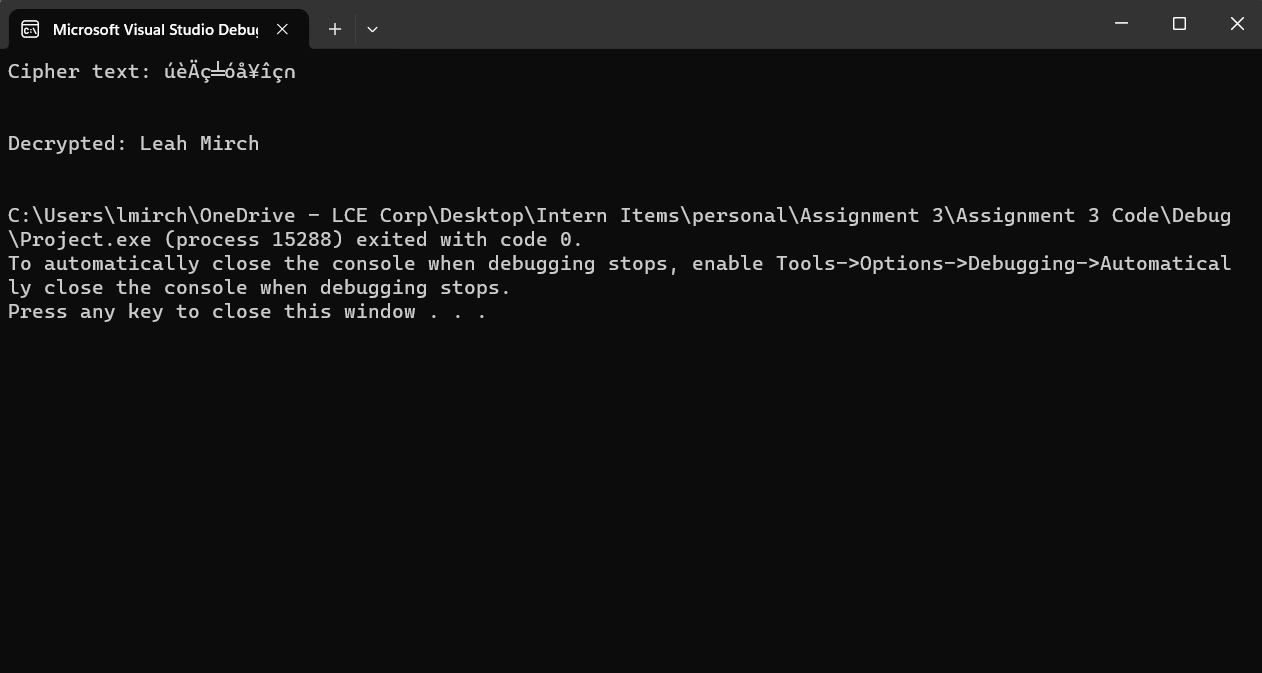 Microsoft Visual Studio Debu
Cipher text: úèÄç╩óå¥îç∩
Decrypted: Leah Mirch
C:\Users\lmirch\OneDrive - LCE Corp\Desktop\Intern Items\personal\Assignment 3\Assignment 3 Code\Debug
\Project.exe (process 15288) exited with code 0.
To automatically close the console when debugging stops, enable Tools->Options->Debugging->Automatical
ly close the console when debugging stops.
Press any key to close this window . . .